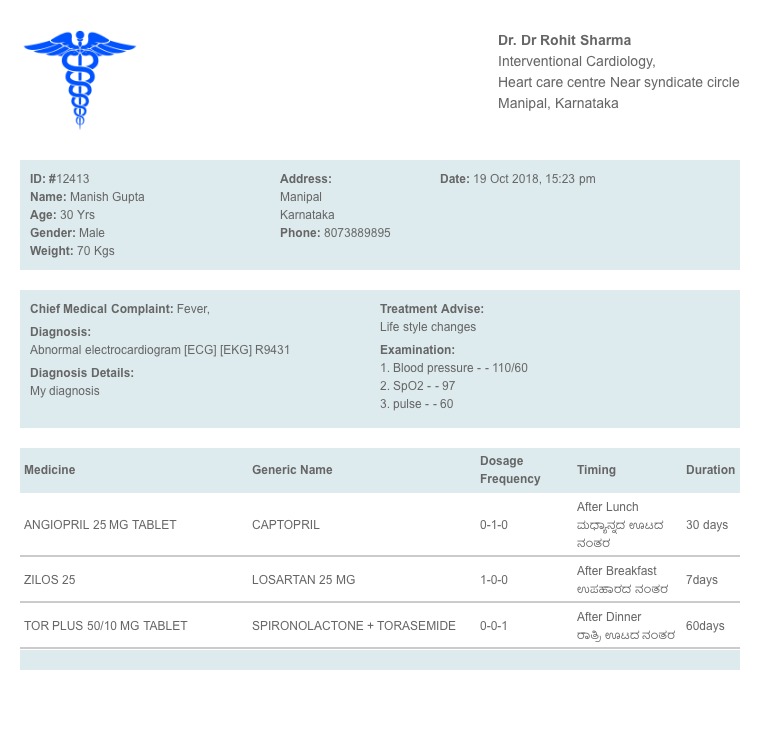 Dr. Dr Rohit Sharma
Interventional Cardiology,
Heart care centre Near syndicate circle
Manipal, Karnataka
ID: #12413
Name: Manish Gupta
Age: 30 Yrs
Gender: Male
Weight: 70 Kgs
Address:
Manipal
Karnataka
Phone: 8073889895
Date: 19 Oct 2018, 15:23 pm
Chief Medical Complaint: Fever,
Diagnosis:
Abnormal electrocardiogram [ECG] [EKG] R9431
Diagnosis Details:
My diagnosis
Treatment Advise:
Life style changes
Examination:
1. Blood pressure - - 110/60
2. SpO2 - - 97
3. pulse - - 60
Medicine Generic Name Dosage Frequency Timing Duration
ANGIOPRIL 25 MG TABLET CAPTOPRIL 0-1-0 After Lunch 30 days
ಮಧ್ಯಾನ್ನದ ಊಟದ
ನಂತರ
ZILOS 25 LOSARTAN 25 MG 1-0-0 After Breakfast 7days
ಉಪಹಾರದ ನಂತರ
TOR PLUS 50/10 MG TABLET SPIRONOLACTONE + TORASEMIDE 0-0-1 After Dinner 60days
ರಾತ್ರಿ ಊಟದ ನಂತರ